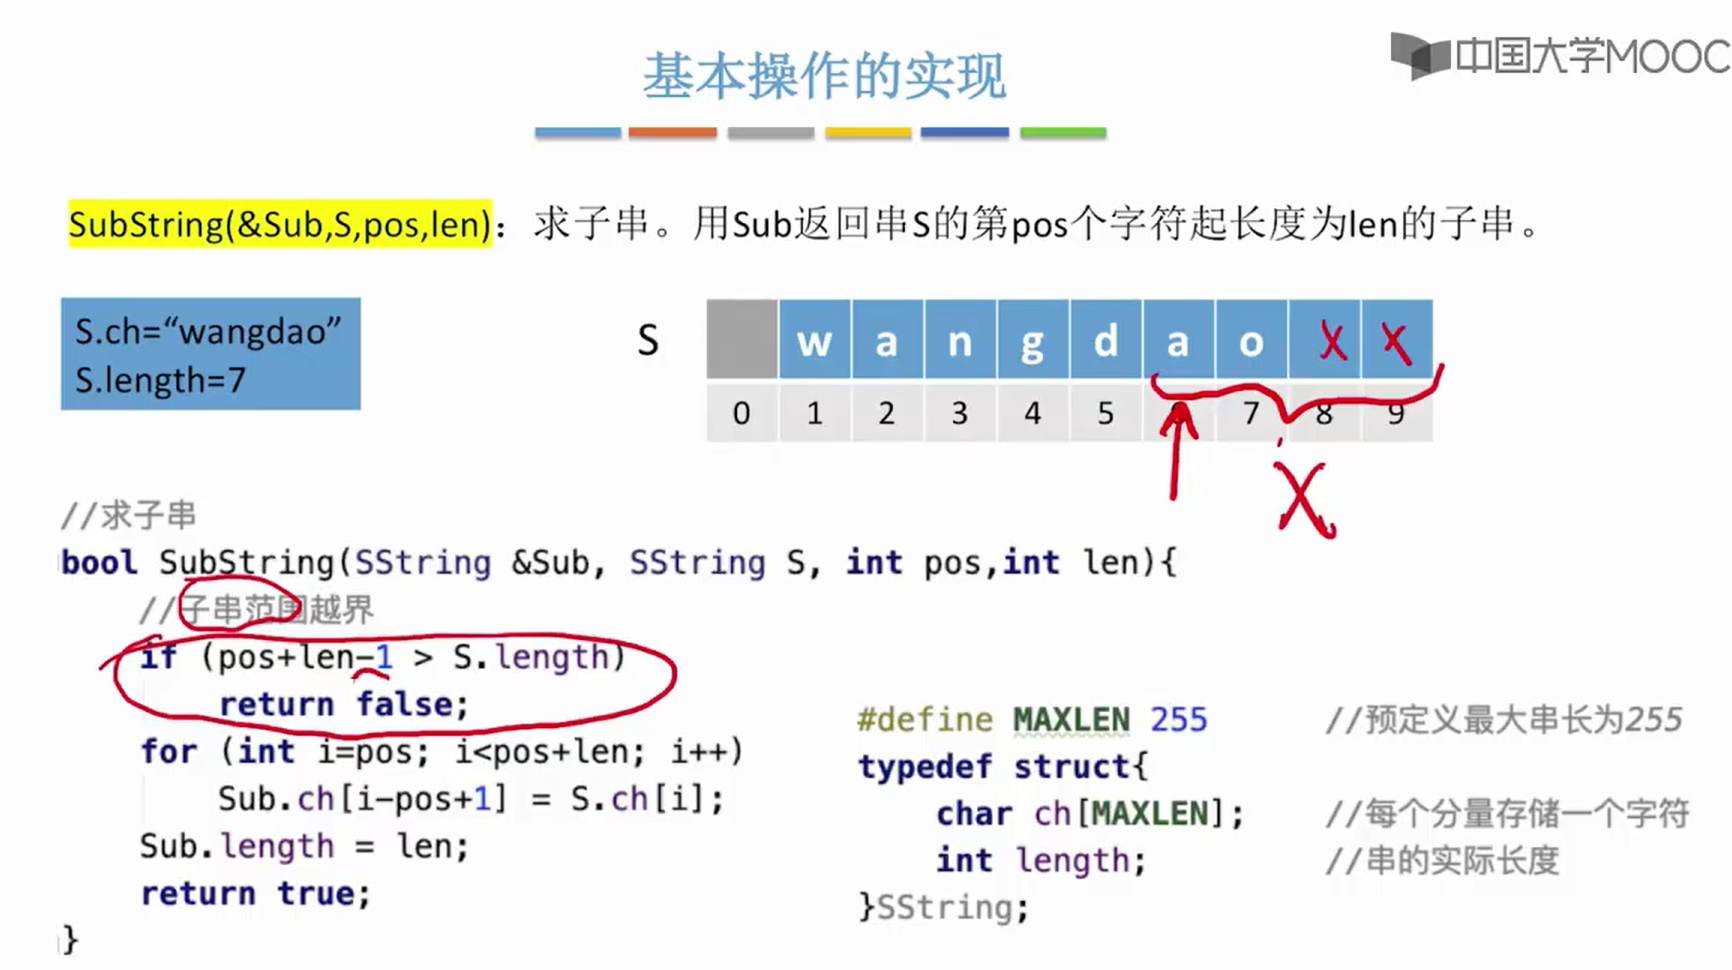 中国大学MOOC
基本操作的实现
SubString(&Sub,S,pos,len)：求子串。用Sub返回串S的第pos个字符起长度为len的子串。
S.ch=“wangdao”
S.length=7
S w a n g d a o X X
0 1 2 3 4 5 7 8 9
X
//求子串
bool SubString(SString &Sub, SString S, int pos,int len){
//子串范围越界
if (pos+len-1 > S.length)
return false;
for (int i=pos; i<pos+len; i++)
Sub.ch[i-pos+1] = S.ch[i];
Sub.length = len;
return true;
}
#define MAXLEN 255 //预定义最大串长为255
typedef struct{
char ch[MAXLEN]; //每个分量存储一个字符
int length; //串的实际长度
}SString;